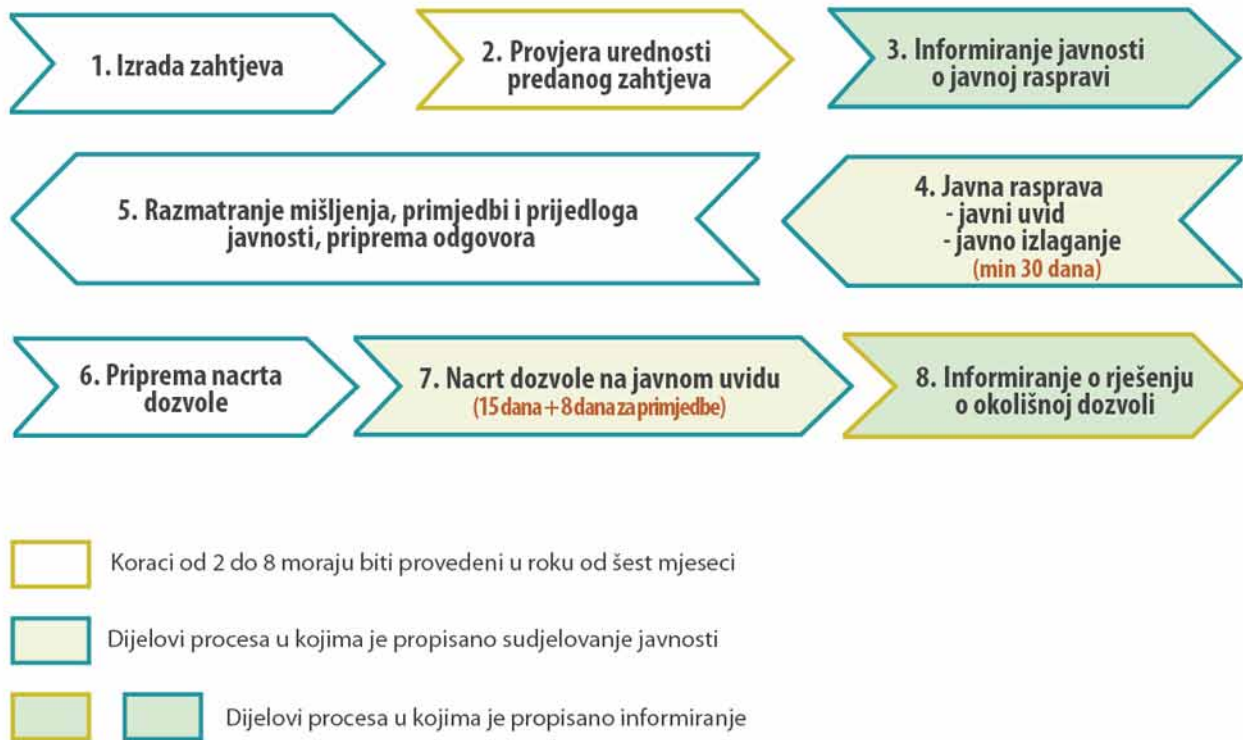 1. Izrada zahtjeva
2. Provjera urednosti
predanog zahtjeva
3. Informiranje javnosti
o javnoj raspravi
4. Javna rasprava
- javni uvid
- javno izlaganje
(min 30 dana)
5. Razmatranje mišljenja, primjedbi i prijedloga
javnosti, priprema odgovora
6. Priprema nacrta
dozvole
7. Nacrt dozvole na javnom uvidu
(15 dana + 8 dana za primjedbe)
8. Informiranje o rješenju
o okolišnoj dozvoli
Koraci od 2 do 8 moraju biti provedeni u roku od šest mjeseci
Dijelovi procesa u kojima je propisano sudjelovanje javnosti
Dijelovi procesa u kojima je propisano informiranje